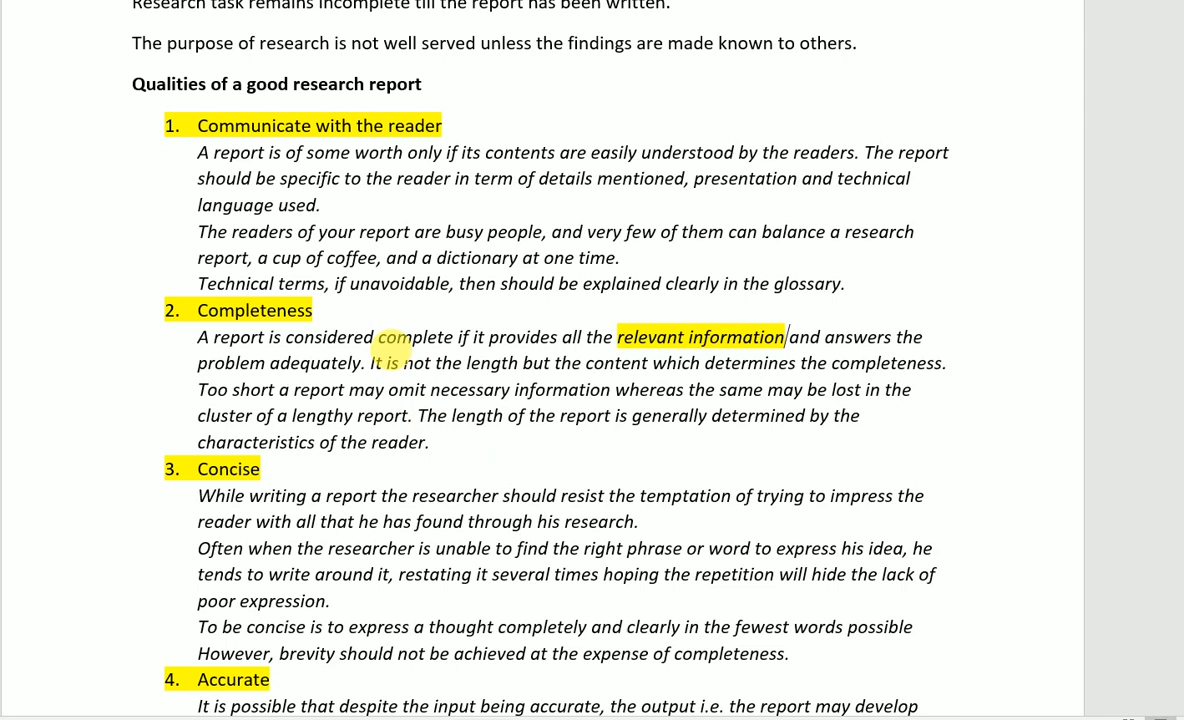 Research task remains incomplete till the report has been written.
The purpose of research is not well served unless the findings are made known to others.
Qualities of a good research report
1. Communicate with the reader
A report is of some worth only if its contents are easily understood by the readers. The report
should be specific to the reader in term of details mentioned, presentation and technical
language used.
The readers of your report are busy people, and very few of them can balance a research
report, a cup of coffee, and a dictionary at one time.
Technical terms, if unavoidable, then should be explained clearly in the glossary.
2. Completeness
A report is considered complete if it provides all the relevant information and answers the
problem adequately. It is not the length but the content which determines the completeness.
Too short a report may omit necessary information whereas the same may be lost in the
cluster of a lengthy report. The length of the report is generally determined by the
characteristics of the reader.
3. Concise
While writing a report the researcher should resist the temptation of trying to impress the
reader with all that he has found through his research.
Often when the researcher is unable to find the right phrase or word to express his idea, he
tends to write around it, restating it several times hoping the repetition will hide the lack of
poor expression.
To be concise is to express a thought completely and clearly in the fewest words possible
However, brevity should not be achieved at the expense of completeness.
4. Accurate
It is possible that despite the input being accurate, the output i.e. the report may develop